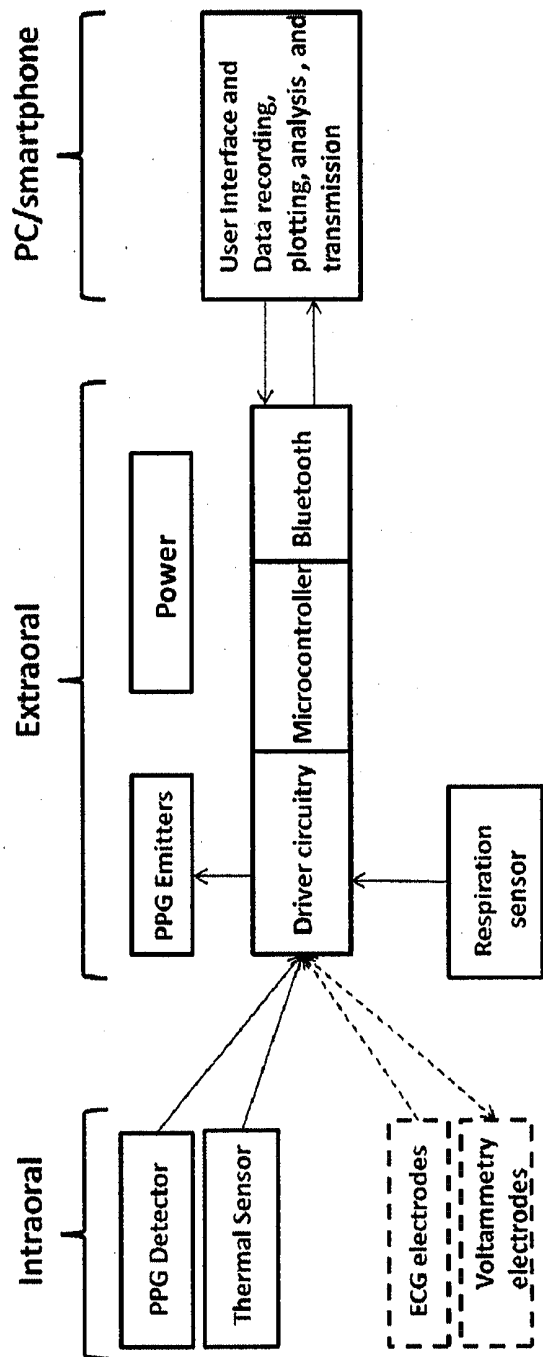 Intraoral
PPG Detector
Thermal Sensor
ECG electrodes
Voltammetry
electrodes
Extraoral
PPG Emitters
Power
Driver circuitry
Microcontroller
Bluetooth
Respiration
sensor
PC/smartphone
User Interface and
Data recording,
plotting, analysis , and
transmission